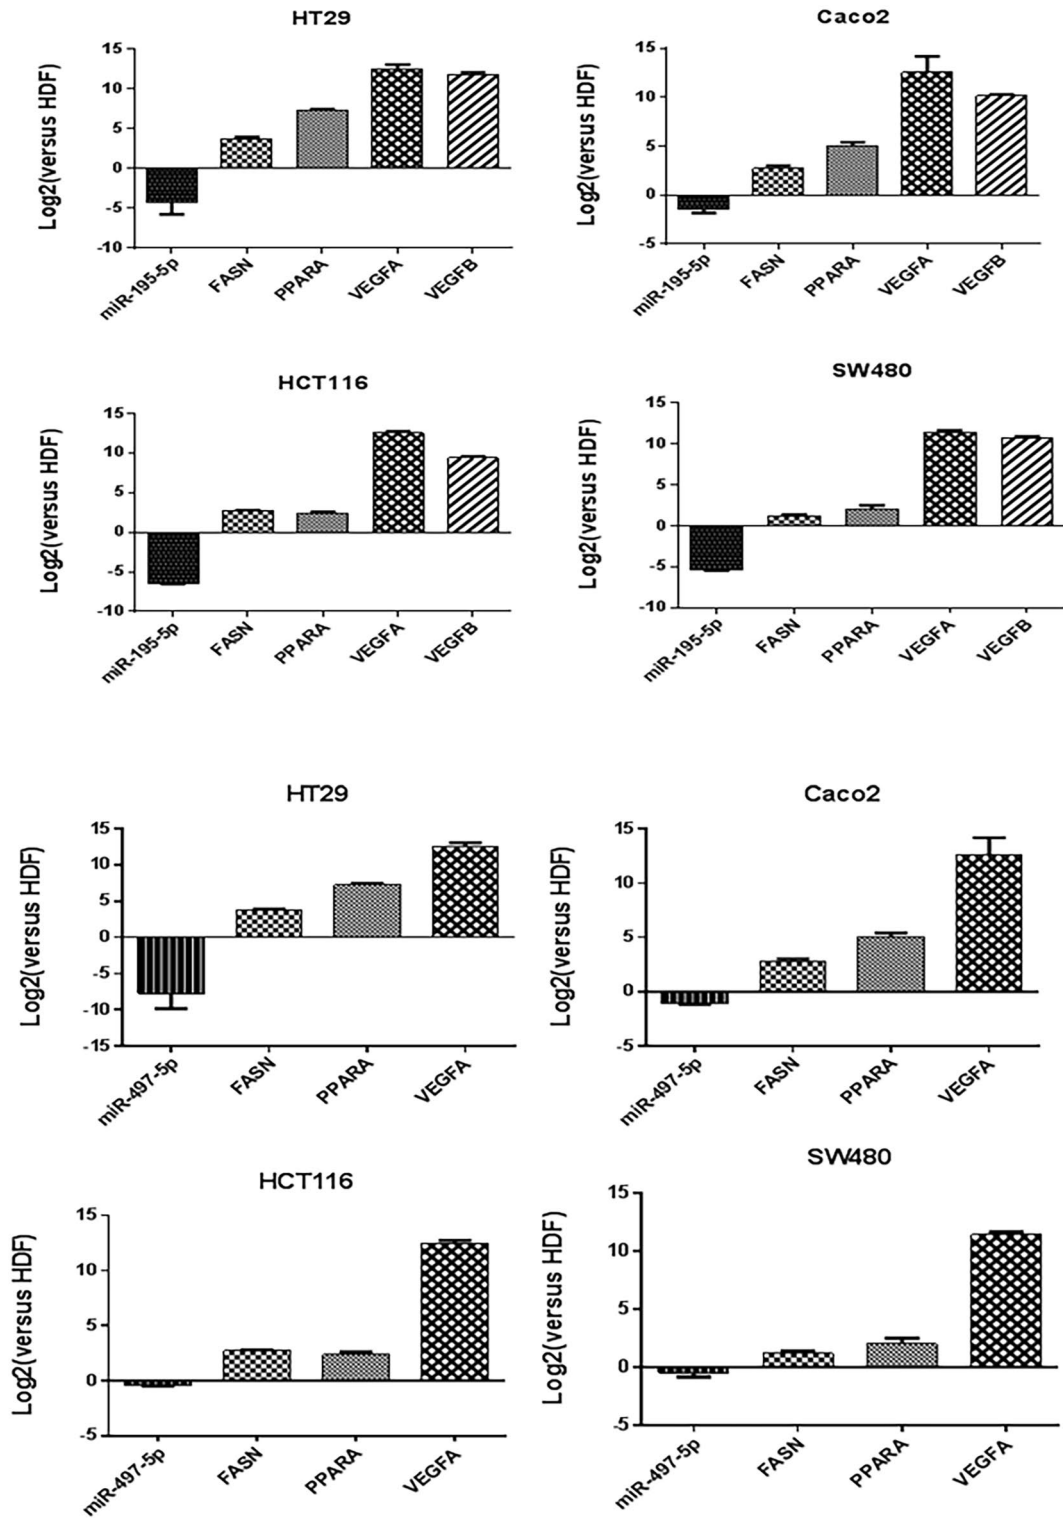 HT29
Log2(versus HDF)
15
10
5
0
-5
-10
miR-195-5p
FASN
PPARA
VEGFA
VEGFB
Caco2
Log2(versus HDF)
15
10
5
0
-5
miR-195-5p
FASN
PPARA
VEGFA
VEGFB
HCT116
Log2(versus HDF)
15
10
5
0
-5
-10
miR-195-5p
FASN
PPARA
VEGFA
VEGFB
SW480
Log2(versus HDF)
15
10
5
0
-5
-10
miR-195-5p
FASN
PPARA
VEGFA
VEGFB
HT29
Log2(versus HDF)
15
10
5
0
-5
-10
-15
miR-497-5p
FASN
PPARA
VEGFA
Caco2
Log2(versus HDF)
15
10
5
0
-5
miR-497-5p
FASN
PPARA
VEGFA
HCT116
Log2(versus HDF)
15
10
5
0
-5
miR-497-5p
FASN
PPARA
VEGFA
SW480
Log2(versus HDF)
15
10
5
0
-5
miR-497-5p
FASN
PPARA
VEGFA